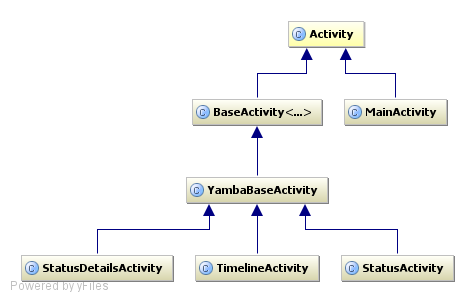 C Activity
C BaseActivity<...>
C MainActivity
C YambaBaseActivity
C StatusDetailsActivity
C TimelineActivity
C StatusActivity
Powered by yFiles